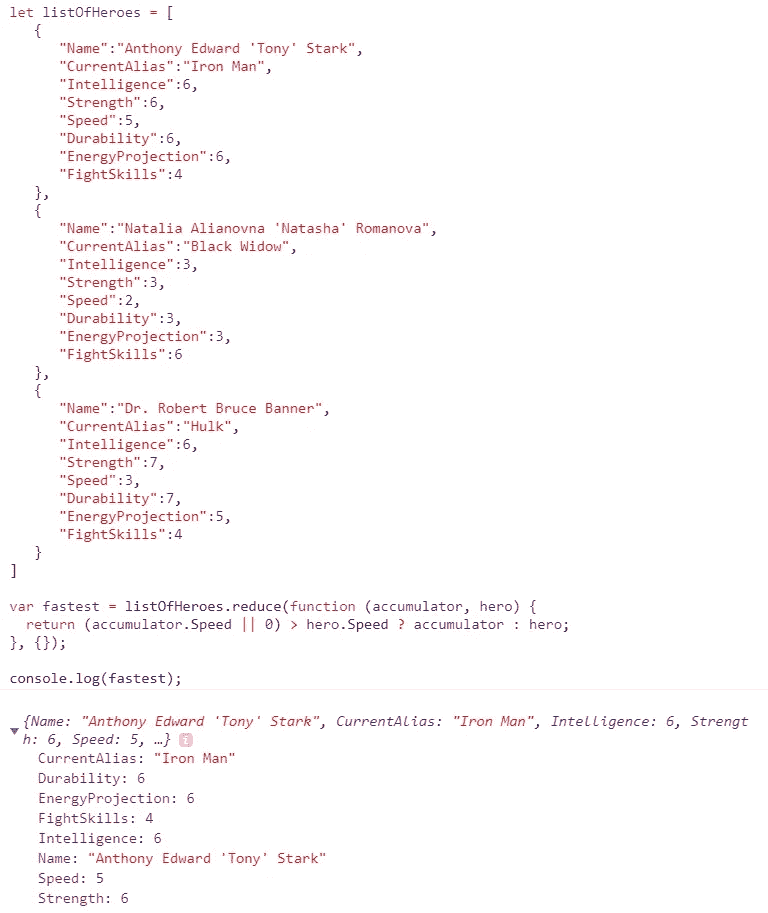 let listOfHeroes = [
{
"Name":"Anthony Edward 'Tony' Stark",
"CurrentAlias":"Iron Man",
"Intelligence":6,
"Strength":6,
"Speed":5,
"Durability":6,
"EnergyProjection":6,
"FightSkills":4
},
{
"Name":"Natalia Alianovna 'Natasha' Romanova",
"CurrentAlias":"Black Widow",
"Intelligence":3,
"Strength":3,
"Speed":2,
"Durability":3,
"EnergyProjection":3,
"FightSkills":6
},
{
"Name":"Dr. Robert Bruce Banner",
"CurrentAlias":"Hulk",
"Intelligence":6,
"Strength":7,
"Speed":3,
"Durability":7,
"EnergyProjection":5,
"FightSkills":4
}
]
var fastest = listOfHeroes.reduce(function (accumulator, hero) {
return (accumulator.Speed || 0) > hero.Speed ? accumulator : hero;
}, {});
console.log(fastest);
{Name: "Anthony Edward 'Tony' Stark", CurrentAlias: "Iron Man", Intelligence: 6, Strengt
h: 6, Speed: 5, …} i
CurrentAlias: "Iron Man"
Durability: 6
EnergyProjection: 6
FightSkills: 4
Intelligence: 6
Name: "Anthony Edward 'Tony' Stark"
Speed: 5
Strength: 6